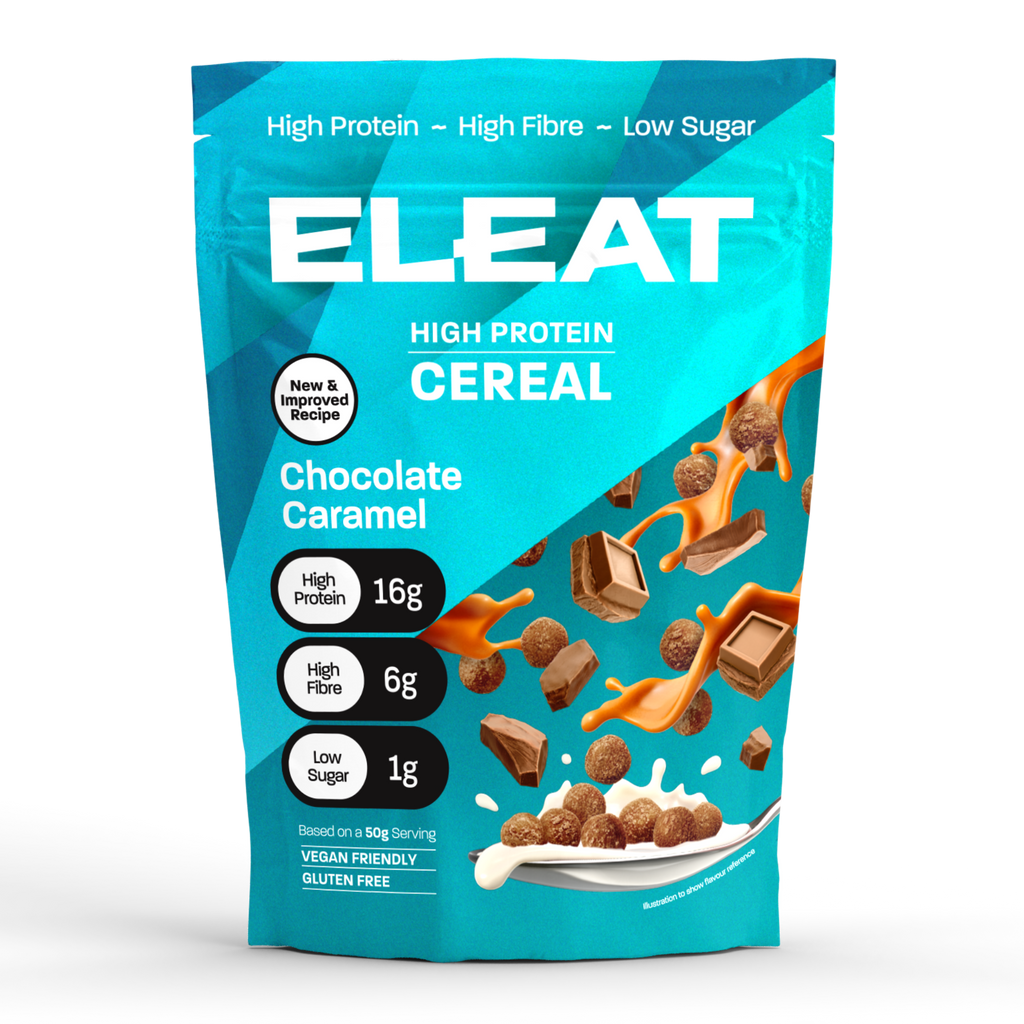 High Protein ~ High Fibre ~ Low Sugar
ELEAT
HIGH PROTEIN
CEREAL
New &
Improved
Recipe
Chocolate
Caramel
High
Protein
16g
High
Fibre
6g
Low
Sugar
1g
Based on a 50g Serving
VEGAN FRIENDLY
GLUTEN FREE
Illustration to show flavour reference